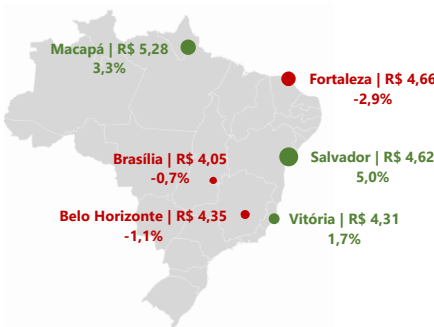 Macapá | R$ 5,28
3,3%
Fortaleza | R$ 4,66
-2,9%
Brasília | R$ 4,05
-0,7%
Salvador | R$ 4,62
5,0%
Belo Horizonte | R$ 4,35
-1,1%
Vitória | R$ 4,31
1,7%